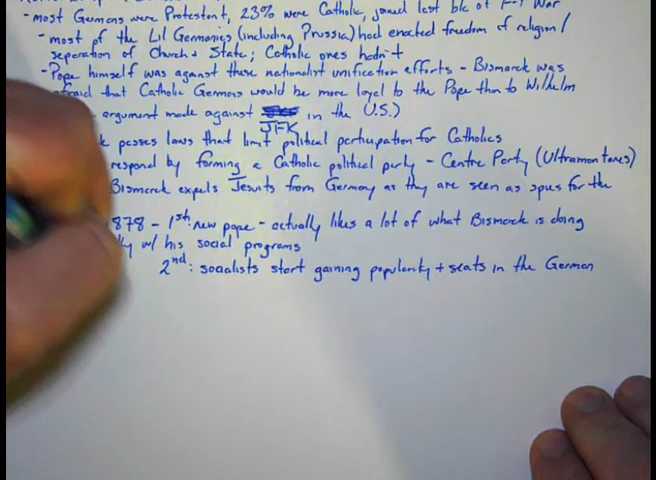 -most Germans were Protestant, 23% were Catholic, joined last blc of F-P War
-most of the Lil Germanies (including Prussia) had enacted freedom of religion/
seperation of Church + State; Catholic ones hadn't
-Pope himself was against these nationalist unification efforts - Bismarck was
afraid that Catholic Germans would be more loyal to the Pope than to Wilhelm
argument made against JFK in the U.S.)
passes laws that limit political participation for Catholics
respond by forming a Catholic political party - Centre Party (Ultramontanes)
Bismarck expels Jesuits from Germany as they are seen as spies for the
878 - 1st: new pope - actually likes a lot of what Bismarck is doing
w/ his social programs
2nd: socialists start gaining popularity + seats in the German